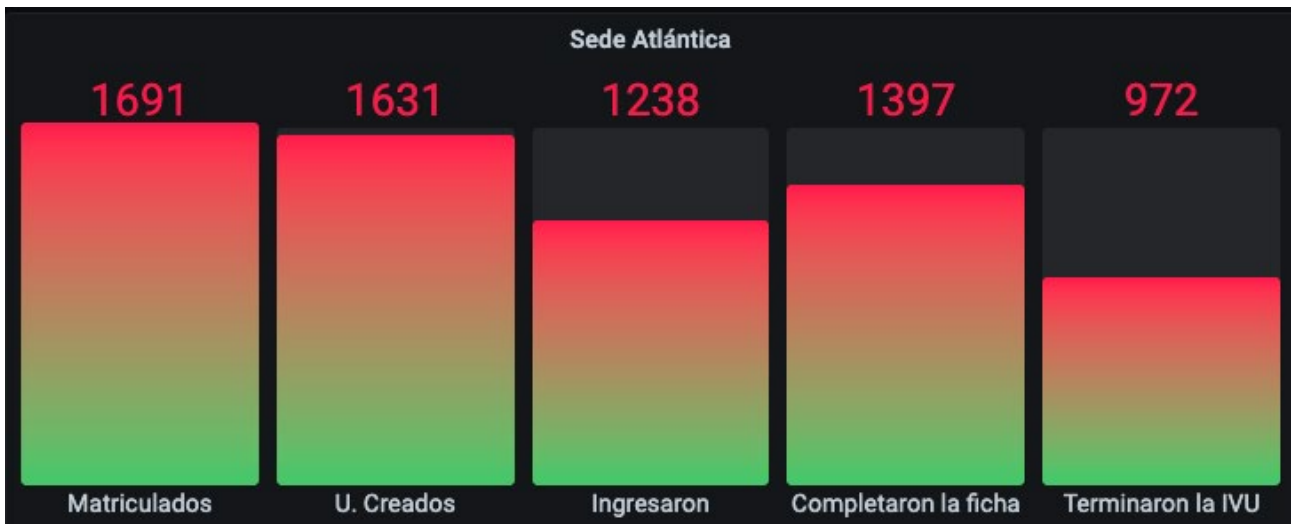 Sede Atlántica
1691 1631 1238 1397 972
Matriculados U. Creados Ingresaron Completaron la ficha Terminaron la IVU